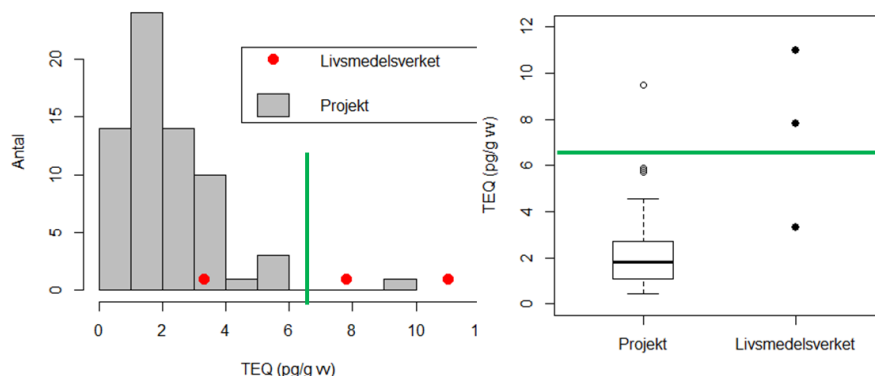 Antal
20
15
10
5
0
Livsmedelsverket
Projekt
0 2 4 6 8 10 1
TEQ (pg/g vv)
TEQ (pg/g vv)
12
10
8
6
4
2
0
Projekt Livsmedelsverket